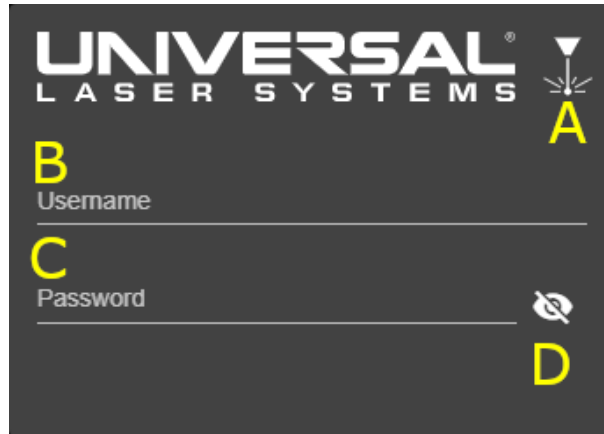 UNIVERSAL®
LASER SYSTEMS
A
B
Username
C
Password
D